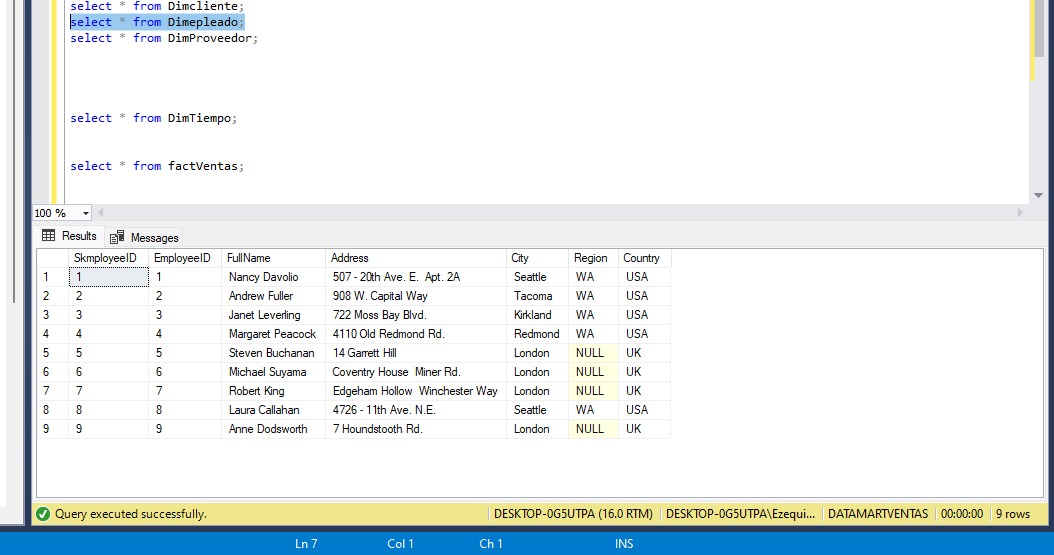 select * from Dimcliente;
select * from Dimepleado;
select * from DimProveedor;
select * from DimTiempo;
select * from factVentas;
100 %
Results Messages
SkmployeeID EmployeeID FullName Address City Region Country
1 1 1 Nancy Davolio 507 - 20th Ave. E. Apt. 2A Seattle WA USA
2 2 2 Andrew Fuller 908 W. Capital Way Tacoma WA USA
3 3 3 Janet Leverling 722 Moss Bay Blvd. Kirkland WA USA
4 4 4 Margaret Peacock 4110 Old Redmond Rd. Redmond WA USA
5 5 5 Steven Buchanan 14 Garrett Hill London NULL UK
6 6 6 Michael Suyama Coventry House Miner Rd. London NULL UK
7 7 7 Robert King Edgeham Hollow Winchester Way London NULL UK
8 8 8 Laura Callahan 4726 - 11th Ave. N.E. Seattle WA USA
9 9 9 Anne Dodsworth 7 Houndstooth Rd. London NULL UK
Query executed successfully. DESKTOP-0G5UTPA (16.0 RTM) DESKTOP-0G5UTPA\Ezequi... DATAMARTVENTAS 00:00:00 9 rows
Ln 7 Col 1 Ch 1 INS